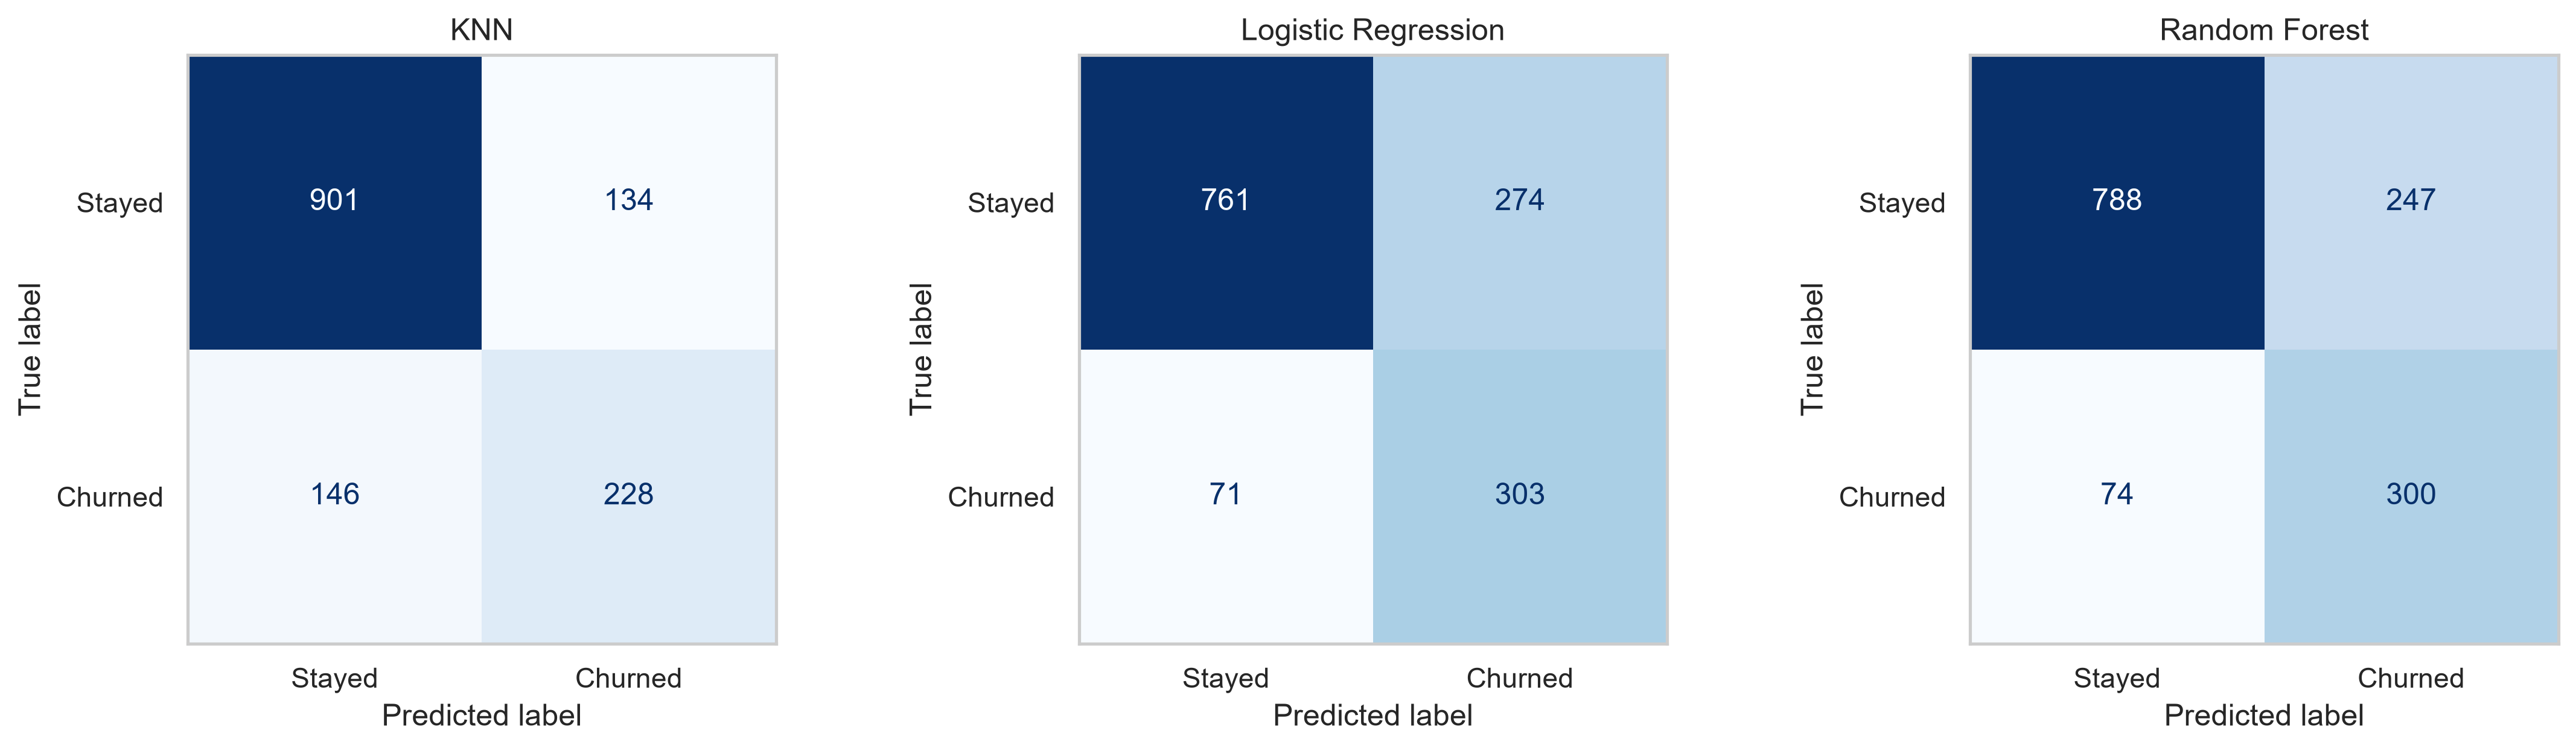 KNN
True label
Stayed
901
134
Churned
146
228
Stayed
Churned
Predicted label
Logistic Regression
True label
Stayed
761
274
Churned
71
303
Stayed
Churned
Predicted label
Random Forest
True label
Stayed
788
247
Churned
74
300
Stayed
Churned
Predicted label